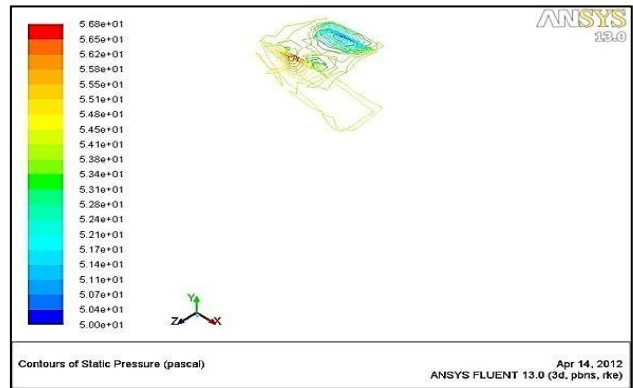 ANSYS
13.0
5.68e+01
5.65e+01
5.62e+01
5.58e+01
5.55e+01
5.51e+01
5.48e+01
5.45e+01
5.41e+01
5.38e+01
5.34e+01
5.31e+01
5.28e+01
5.24e+01
5.21e+01
5.17e+01
5.14e+01
5.11e+01
5.07e+01
5.04e+01
5.00e+01
Y
Z X
Contours of Static Pressure (pascal)
Apr 14, 2012
ANSYS FLUENT 13.0 (3d, pbns, rke)